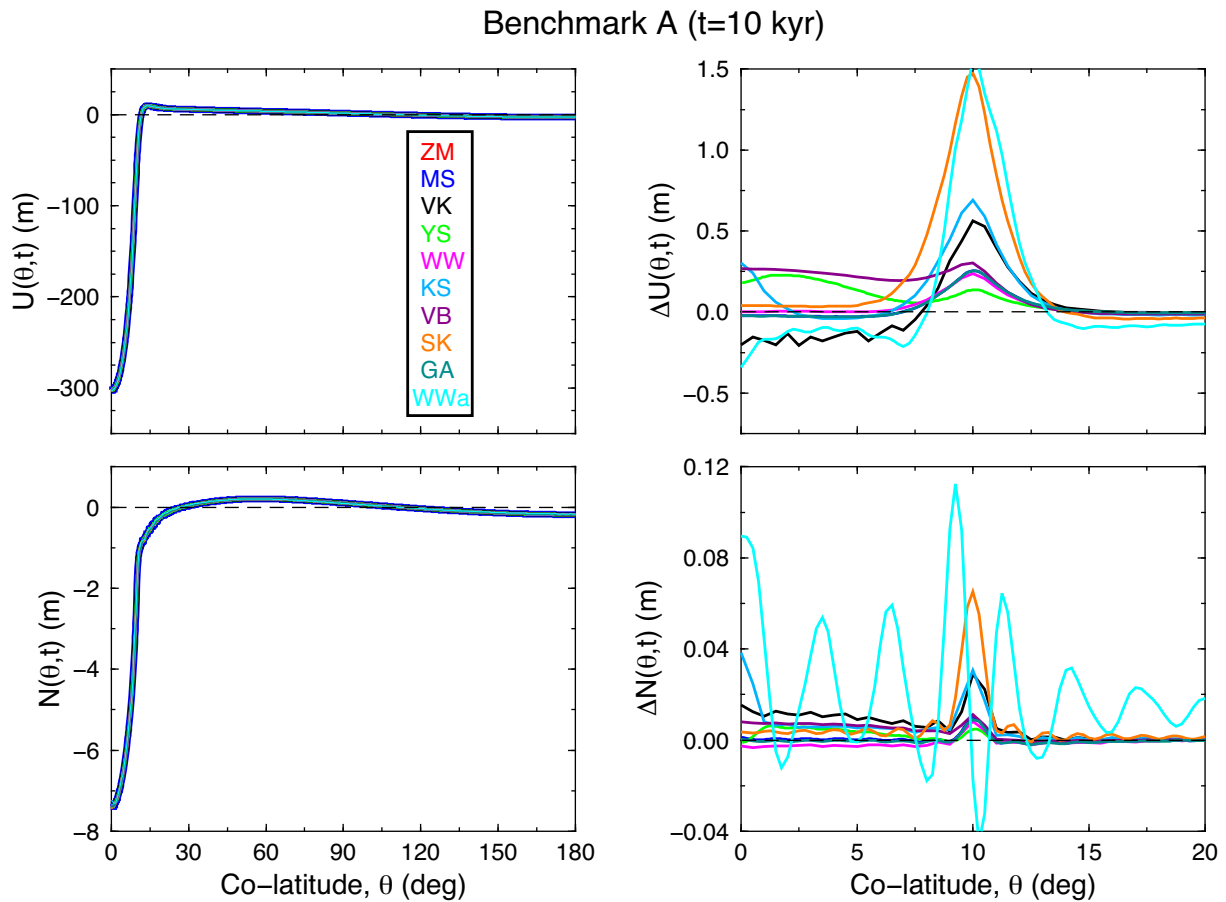 Benchmark A (t=10 kyr)
U(θ,t) (m)
0
−100
−200
−300
ZM
MS
VK
YS
WW
KS
VB
SK
GA
WWa
ΔU(θ,t) (m)
1.5
1.0
0.5
0.0
−0.5
N(θ,t) (m)
0
−2
−4
−6
−8
0 30 60 90 120 150 180
Co−latitude, θ (deg)
ΔN(θ,t) (m)
0.12
0.08
0.04
0.00
−0.04
0 5 10 15 20
Co−latitude, θ (deg)